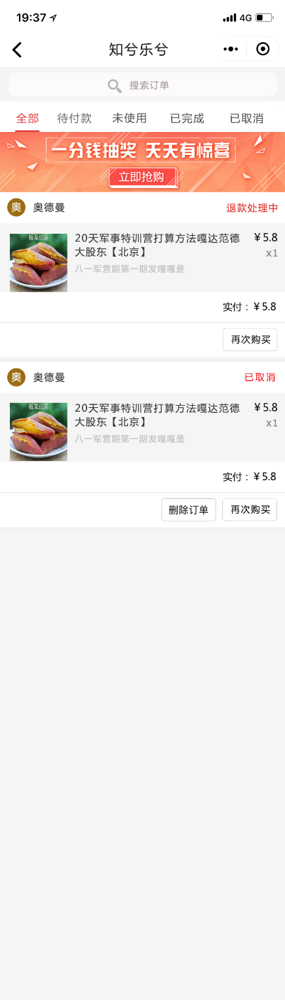 19:37
4G
知兮乐兮
搜索订单
全部 待付款 未使用 已完成 已取消
一分钱抽奖 天天有惊喜
立即抢购
奥 奥德曼 退款处理中
板果红薯
20天军事特训营打算方法嘎达范德 ¥5.8
大股东【北京】 x1
八一军营期第一期发嘎嘎是
实付：¥5.8
再次购买
奥 奥德曼 已取消
板果红薯
20天军事特训营打算方法嘎达范德 ¥5.8
大股东【北京】 x1
八一军营期第一期发嘎嘎是
实付：¥5.8
删除订单 再次购买